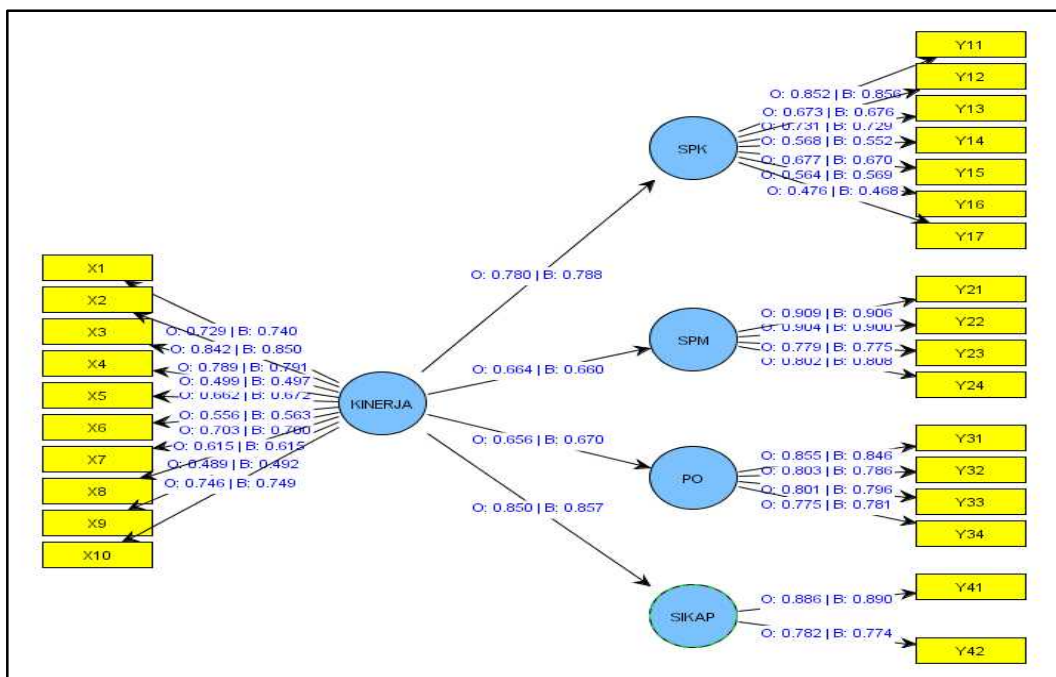 Y11
Y12
O: 0.852 | B: 0.856
O: 0.673 | B: 0.676
Y13
O: 0.731 | B: 0.729
O: 0.568 | B: 0.552
Y14
SPK
O: 0.677 | B: 0.670
Y15
O: 0.564 | B: 0.569
O: 0.476 | B: 0.468
Y16
Y17
X1
O: 0.780 | B: 0.788
X2
Y21
O: 0.909 | B: 0.906
O: 0.904 | B: 0.900
Y22
X3
O: 0.729 | B: 0.740
SPM
O: 0.842 | B: 0.850
O: 0.779 | B: 0.775
Y23
O: 0.802 | B: 0.808
X4
O: 0.789 | B: 0.791
O: 0.664 | B: 0.660
O: 0.499 | B: 0.497
Y24
X5
O: 0.662 | B: 0.672
KINERJA
O: 0.556 | B: 0.563
X6
O: 0.703 | B: 0.700
O: 0.615 | B: 0.615
O: 0.656 | B: 0.670
Y31
X7
O: 0.855 | B: 0.846
O: 0.489 | B: 0.492
O: 0.803 | B: 0.786
Y32
O: 0.746 | B: 0.749
PO
X8
O: 0.801 | B: 0.796
Y33
O: 0.775 | B: 0.781
O: 0.850 | B: 0.857
X9
Y34
X10
Y41
O: 0.886 | B: 0.890
SIKAP
O: 0.782 | B: 0.774
Y42